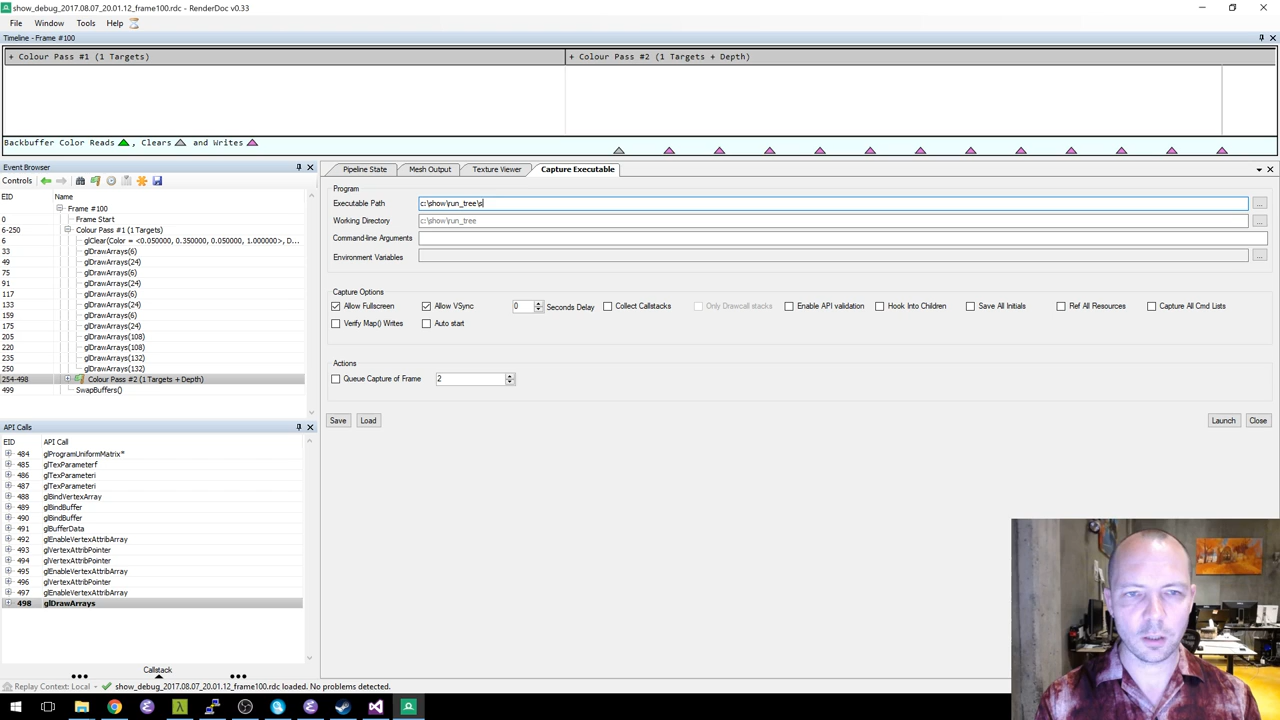 show_debug_2017.08.07_20.01.12_frame100.rdc - RenderDoc v0.33
File Window Tools Help
Timeline - Frame #100
+ Colour Pass #1 (1 Targets) + Colour Pass #2 (1 Targets + Depth)
Backbuffer Color Reads , Clears and Writes
Event Browser
Pipeline State Mesh Output Texture Viewer Capture Executable
Controls
EID Name
Frame #100
0 Frame Start
6-250 Colour Pass #1 (1 Targets)
6 glClear(Color = <0.050000, 0.350000, 0.050000, 1.000000>, D...
33 glDrawArrays(6)
49 glDrawArrays(24)
75 glDrawArrays(6)
91 glDrawArrays(24)
117 glDrawArrays(6)
133 glDrawArrays(24)
159 glDrawArrays(6)
175 glDrawArrays(24)
205 glDrawArrays(108)
220 glDrawArrays(108)
235 glDrawArrays(132)
250 glDrawArrays(132)
254-498 Colour Pass #2 (1 Targets + Depth)
499 SwapBuffers()
Program
Executable Path c:\show\run_tree\s ...
Working Directory c:\show\run_tree ...
Command-line Arguments
Environment Variables ...
Capture Options
Allow Fullscreen Allow VSync 0 Seconds Delay Collect Callstacks Only Drawcall stacks Enable API validation Hook Into Children Save All Initials Ref All Resources Capture All Cmd Lists
Verify Map() Writes Auto start
Actions
Queue Capture of Frame 2
Save Load Launch Close
API Calls
EID API Call
484 glProgramUniformMatrix*
485 glTexParameterf
486 glTexParameteri
487 glTexParameteri
488 glBindVertexArray
489 glBindBuffer
490 glBindBuffer
491 glBufferData
492 glEnableVertexAttribArray
493 glVertexAttribPointer
494 glVertexAttribPointer
495 glEnableVertexAttribArray
496 glVertexAttribPointer
497 glEnableVertexAttribArray
498 glDrawArrays
Callstack
Replay Context: Local show_debug_2017.08.07_20.01.12_frame100.rdc loaded. No problems detected.